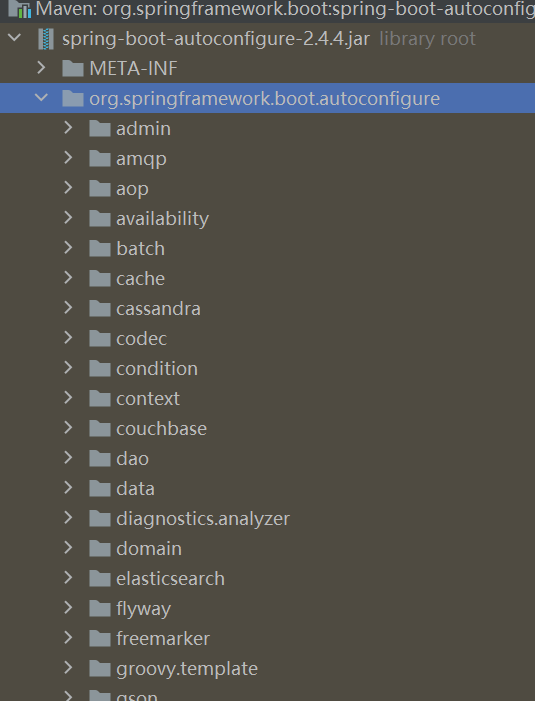 Maven: org.springframework.boot:spring-boot-autoconfig
spring-boot-autoconfigure-2.4.4.jar library root
META-INF
org.springframework.boot.autoconfigure
admin
amqp
aop
availability
batch
cache
cassandra
codec
condition
context
couchbase
dao
data
diagnostics.analyzer
domain
elasticsearch
flyway
freemarker
groovy.template
gson